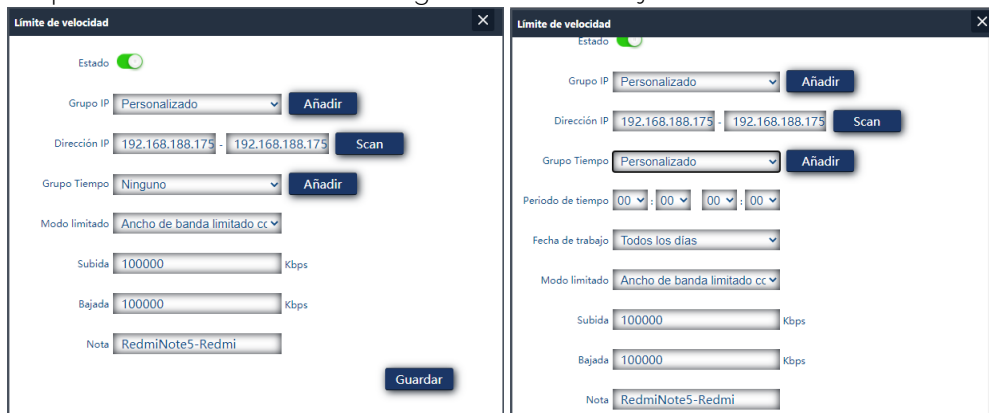 Límite de velocidad
Estado
Grupo IP Personalizado Añadir
Dirección IP 192.168.188.175 - 192.168.188.175 Scan
Grupo Tiempo Ninguno Añadir
Modo limitado Ancho de banda limitado cc
Subida 100000 Kbps
Bajada 100000 Kbps
Nota RedmiNote5-Redmi
Guardar
Límite de velocidad
Estado
Grupo IP Personalizado Añadir
Dirección IP 192.168.188.175 - 192.168.188.175 Scan
Grupo Tiempo Personalizado Añadir
Periodo de tiempo 00 : 00 00 : 00
Fecha de trabajo Todos los días
Modo limitado Ancho de banda limitado cc
Subida 100000 Kbps
Bajada 100000 Kbps
Nota RedmiNote5-Redmi